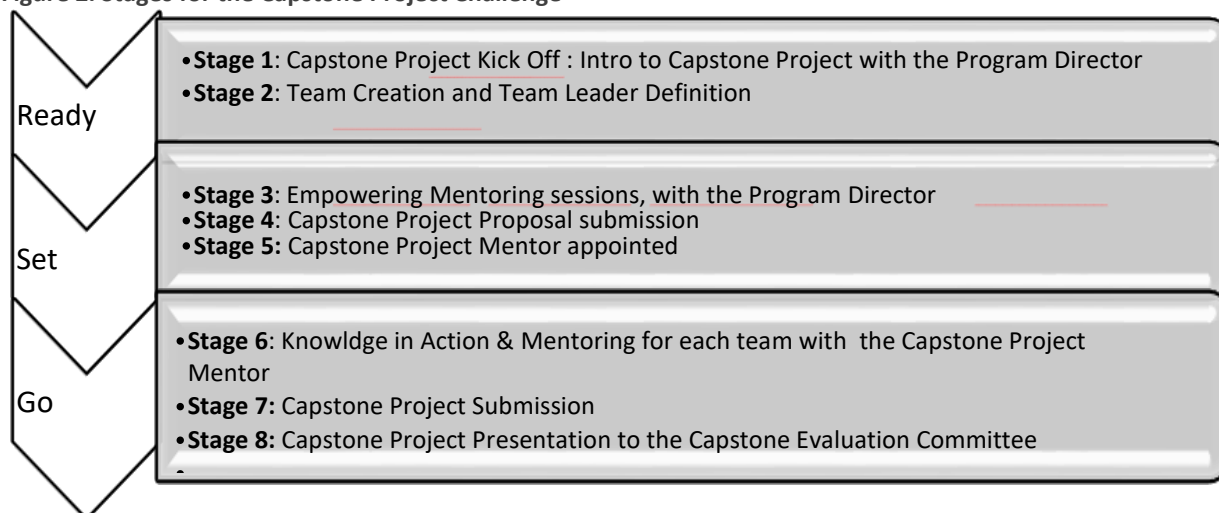 Figure 2. Stages for the Capstone Project Challenge
Ready
•Stage 1: Capstone Project Kick Off : Intro to Capstone Project with the Program Director
•Stage 2: Team Creation and Team Leader Definition
Set
•Stage 3: Empowering Mentoring sessions, with the Program Director
•Stage 4: Capstone Project Proposal submission
•Stage 5: Capstone Project Mentor appointed
Go
•Stage 6: Knowldge in Action & Mentoring for each team with the Capstone Project
Mentor
•Stage 7: Capstone Project Submission
•Stage 8: Capstone Project Presentation to the Capstone Evaluation Committee
•